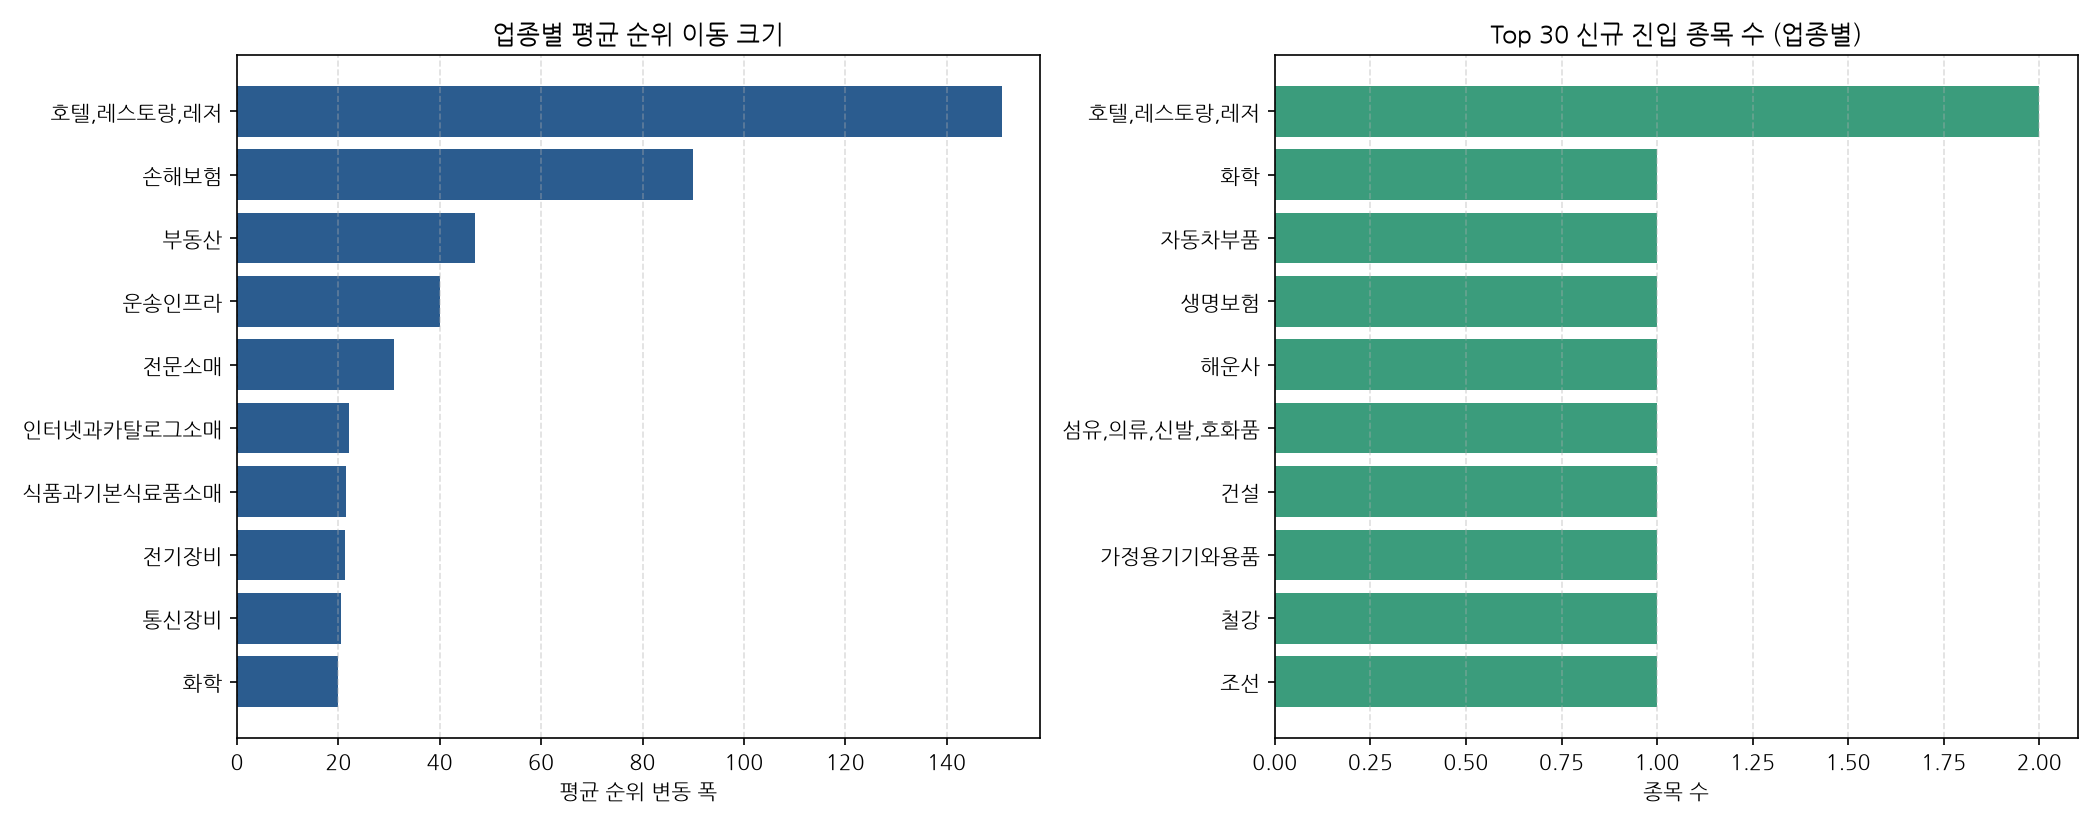 업종별 평균 순위 이동 크기
호텔,레스토랑,레저
손해보험
부동산
운송인프라
전문소매
인터넷과카탈로그소매
식품과기본식료품소매
전기장비
통신장비
화학
0 20 40 60 80 100 120 140
평균 순위 변동 폭
Top 30 신규 진입 종목 수 (업종별)
호텔,레스토랑,레저
화학
자동차부품
생명보험
해운사
섬유,의류,신발,호화품
건설
가정용기기와용품
철강
조선
0.00 0.25 0.50 0.75 1.00 1.25 1.50 1.75 2.00
종목 수